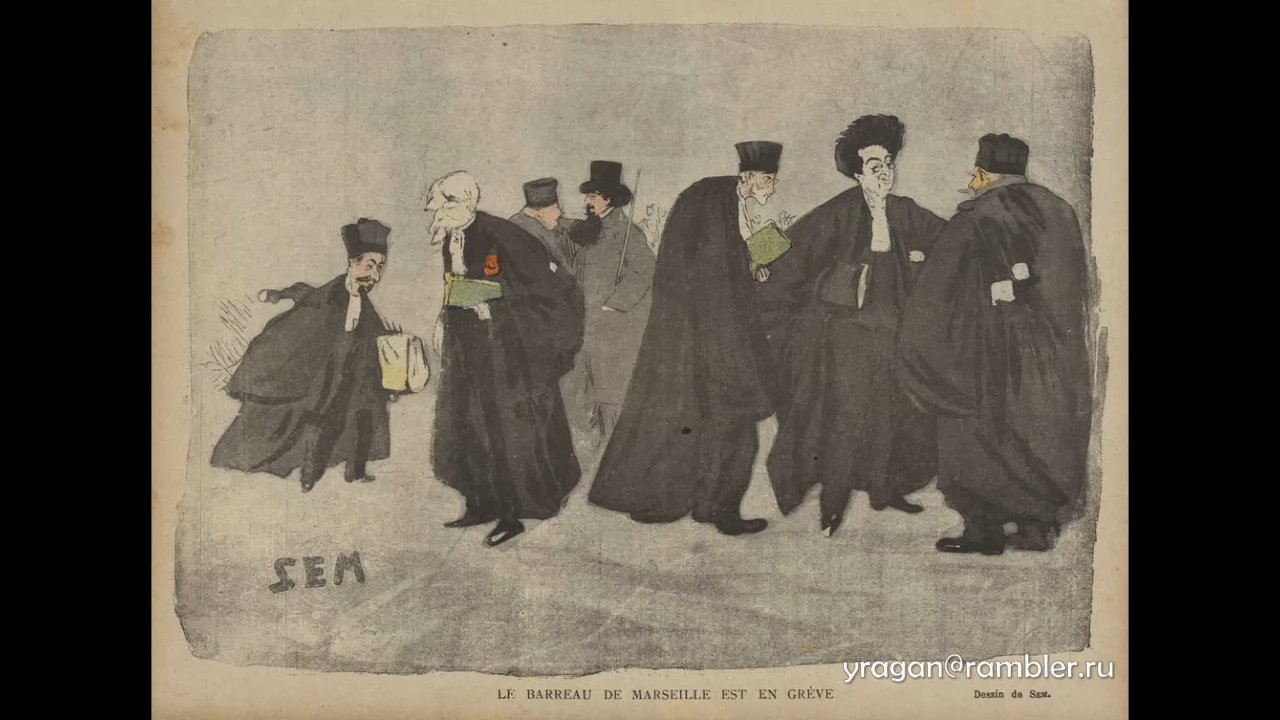 SEM
yragan@rambler.ru
LE BARREAU DE MARSEILLE EST EN GRÈVE
Dessin de SEM.